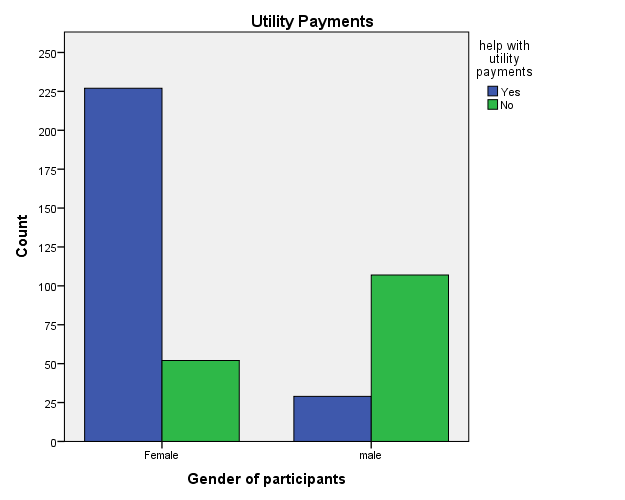 Utility Payments
help with
utility
payments
Yes
No
250
225
200
175
150
125
100
75
50
25
0
Count
Female
male
Gender of participants